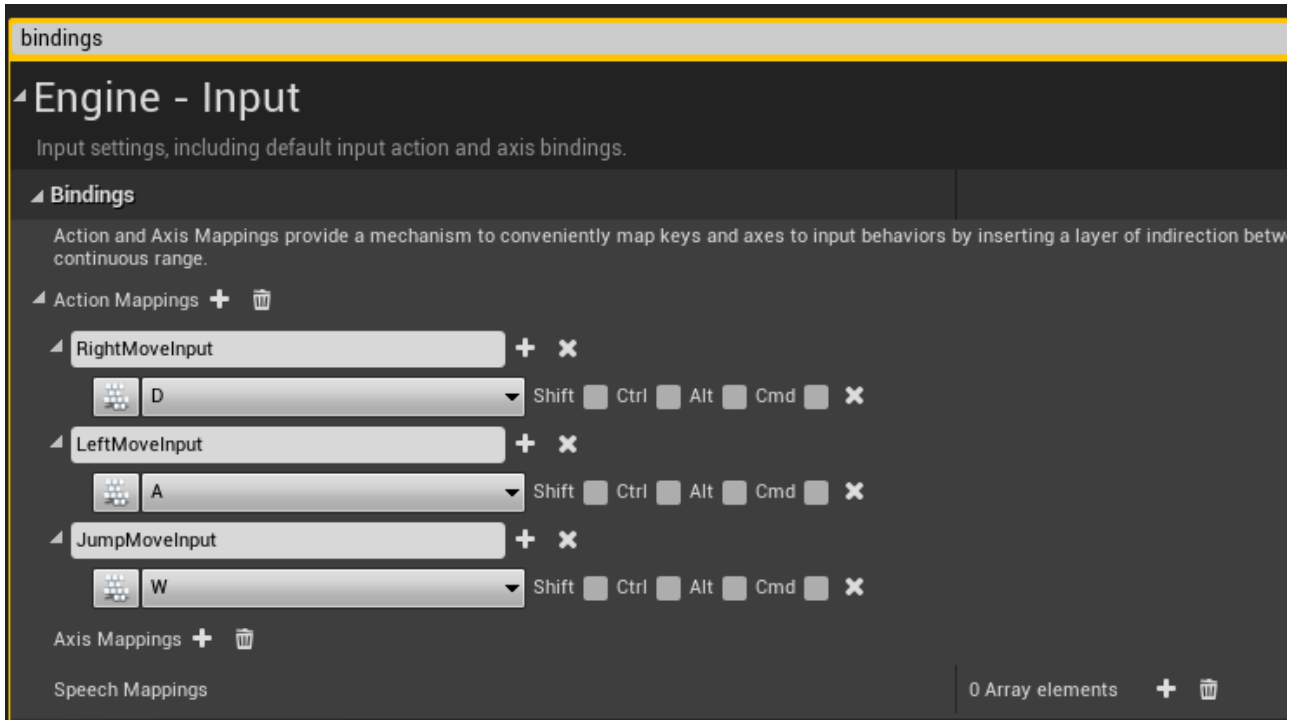 bindings
Engine - Input
Input settings, including default input action and axis bindings.
Bindings
Action and Axis Mappings provide a mechanism to conveniently map keys and axes to input behaviors by inserting a layer of indirection
continuous range.
Action Mappings
RightMoveInput
D Shift Ctrl Alt Cmd
LeftMoveInput
A Shift Ctrl Alt Cmd
JumpMoveInput
W Shift Ctrl Alt Cmd
Axis Mappings
Speech Mappings 0 Array elements